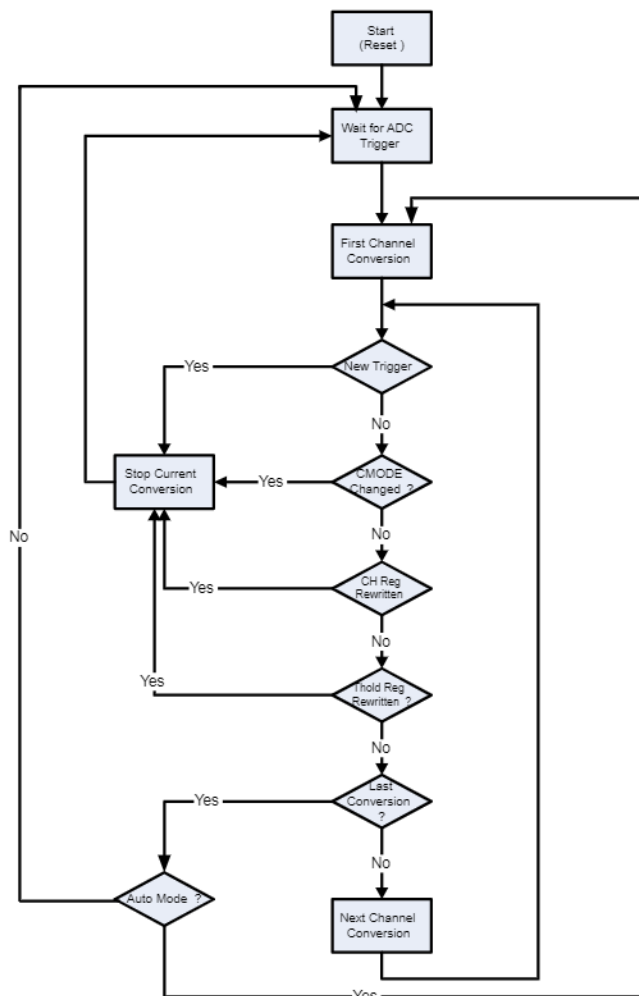 Start
(Reset )
Wait for ADC
Trigger
First Channel
Conversion
New Trigger
Yes
No
Stop Current
Conversion
Yes
CMODE
Changed ?
No
No
CH Reg
Rewritten
Yes
No
Thold Reg
Rewritten ?
Yes
No
Last
Conversion
?
Yes
No
Auto Mode ?
Next Channel
Conversion
Yes